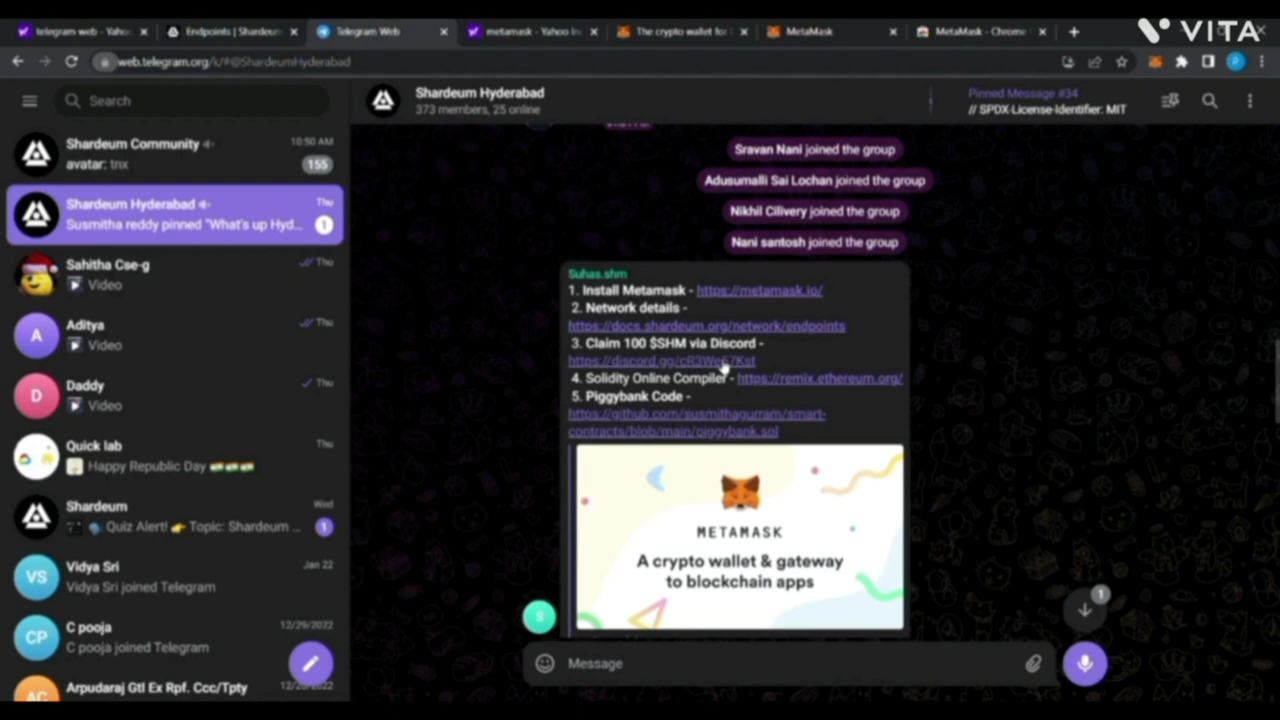 telegram web - Yahoo
Endpoints | Shardeum
Telegram Web
metamask - Yahoo In
The crypto wallet for
MetaMask
MetaMask - Chrome
VITA
web.telegram.org/k/#@ShardeumHyderabad
P
Search
Shardeum Hyderabad
373 members, 25 online
Pinned Message #34
// SPDX-License-Identifier: MIT
Shardeum Community
10:50 AM
avatar: tnx
155
Shardeum Hyderabad
Thu
Susmitha reddy pinned "What's up Hyd...
1
Sahitha Cse-g
Thu
Video
A
Aditya
Thu
Video
D
Daddy
Thu
Video
Quick lab
Thu
Happy Republic Day
Shardeum
Wed
Quiz Alert! 👉 Topic: Shardeum ...
1
VS
Vidya Sri
Jan 22
Vidya Sri joined Telegram
CP
C pooja
12/29/2022
C pooja joined Telegram
AC
Arpudaraj Gtl Ex Rpf. Ccc/Tpty
Sravan Nani joined the group
Adusumalli Sai Lochan joined the group
Nikhil Cilivery joined the group
Nani santosh joined the group
Suhas.shm
1. Install Metamask - https://metamask.io/
2. Network details -
https://docs.shardeum.org/network/endpoints
3. Claim 100 $SHM via Discord -
4. Solidity Online Compiler - https://remix.ethereum.org/
5. Piggybank Code -
https://github.com/susmithagurram/smart-
contracts/blob/main/piggybank.sol
METAMASK
A crypto wallet & gateway
to blockchain apps
S
1
Message